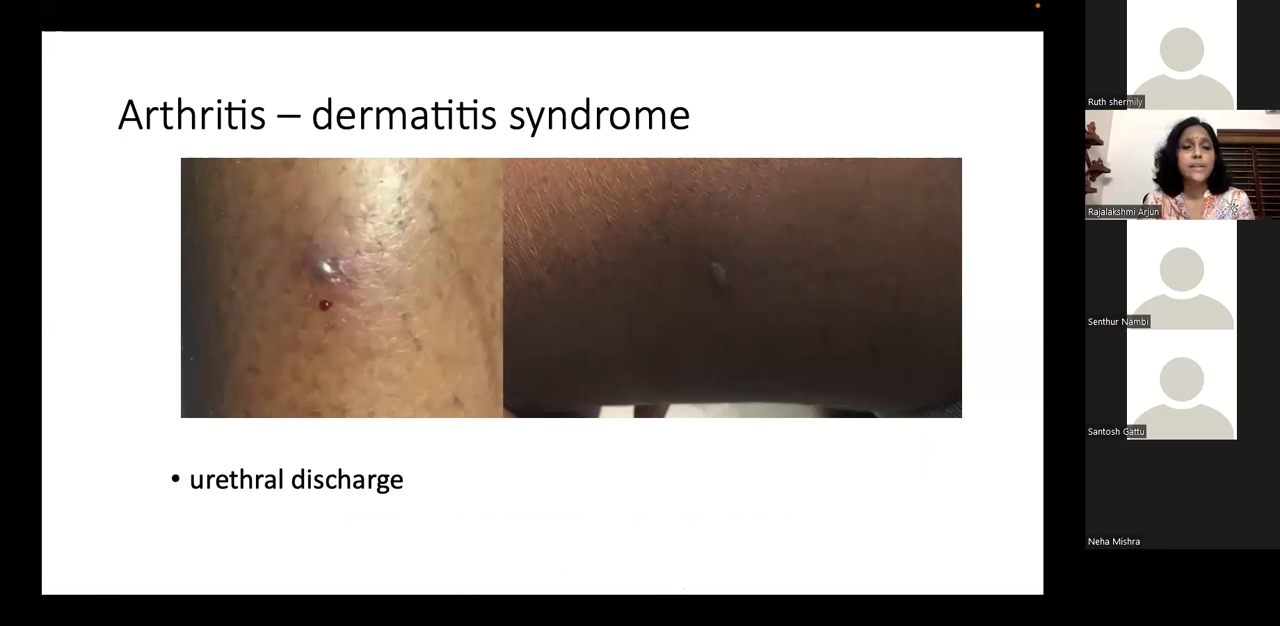 Arthritis – dermatitis syndrome
• urethral discharge
Ruth shermily
Rajalakshmi Arjun
Senthur Nambi
Santosh Gattu
Neha Mishra